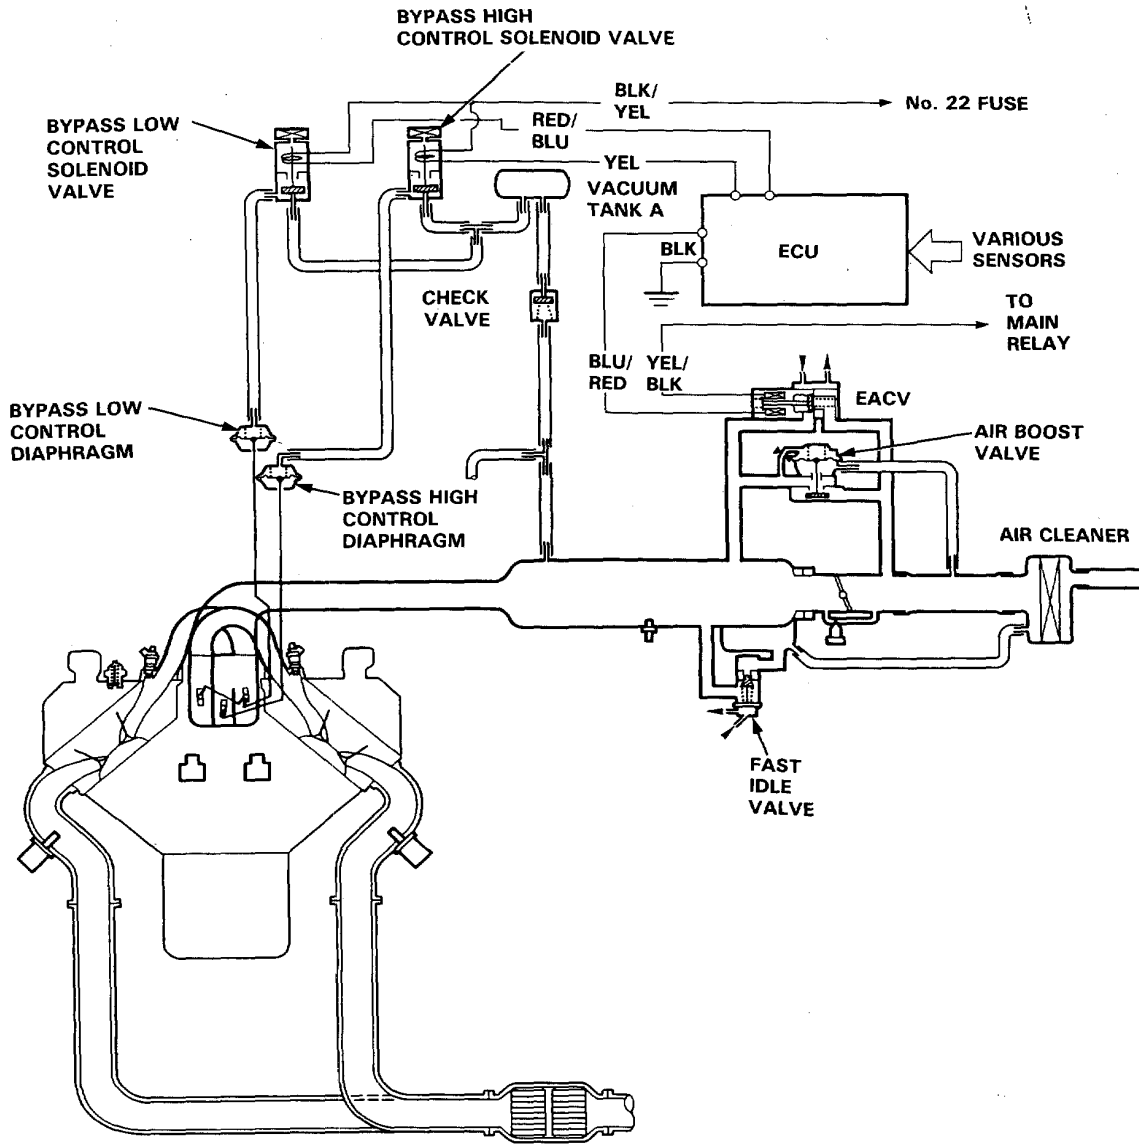 BYPASS HIGH
CONTROL SOLENOID VALVE
BLK/
YEL
No. 22 FUSE
BYPASS LOW
CONTROL
SOLENOID
VALVE
RED/
BLU
YEL
VACUUM
TANK A
BLK
ECU
VARIOUS
SENSORS
CHECK
VALVE
TO
MAIN
RELAY
BLU/
RED
YEL/
BLK
EACV
BYPASS LOW
CONTROL
DIAPHRAGM
AIR BOOST
VALVE
BYPASS HIGH
CONTROL
DIAPHRAGM
AIR CLEANER
FAST
IDLE
VALVE